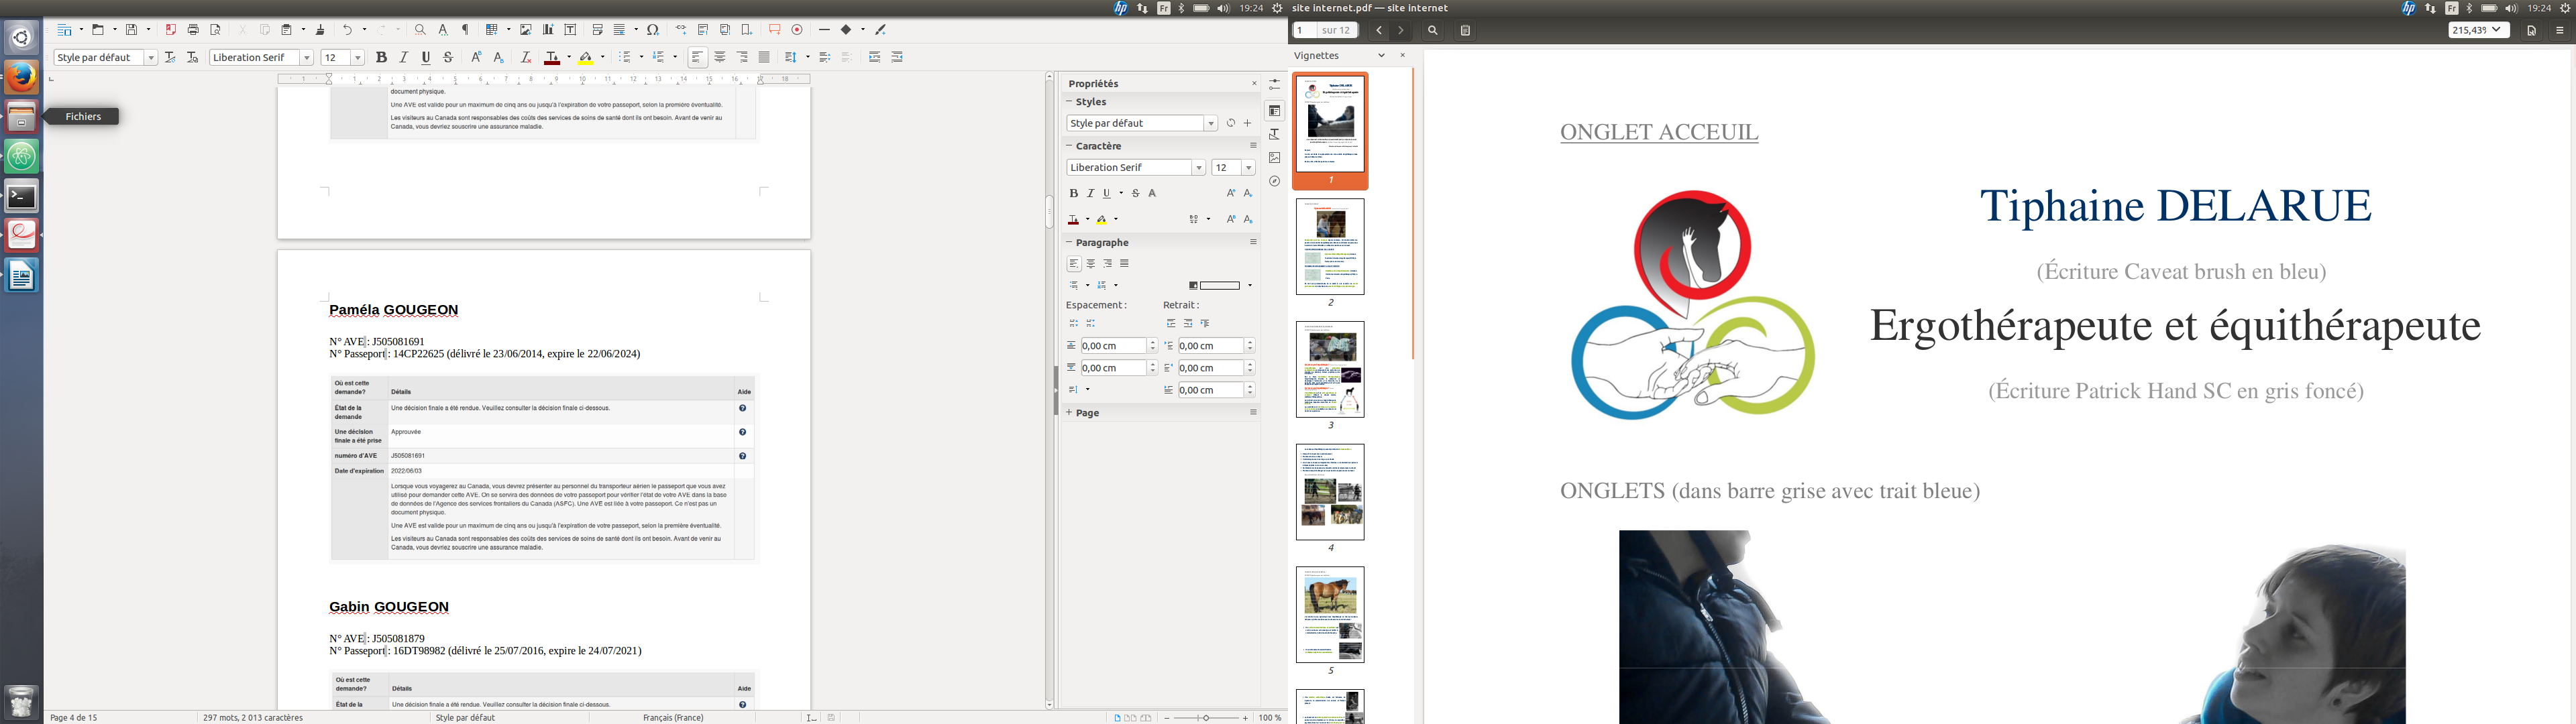 19:24
site internet.pdf — site internet
19:24
1
sur 12
215,43%
Style par défaut
Liberation Serif
12
Vignettes
Fichiers
document physique.
Une AVE est valide pour un maximum de cinq ans ou jusqu'à l'expiration de votre passeport, selon la première éventualité.
Les visiteurs au Canada sont responsables des coûts des services de soins de santé dont ils ont besoin. Avant de venir au
Canada, vous devriez souscrire une assurance maladie.
Paméla GOUGEON
N° AVE : J505081691
N° Passeport : 14CP22625 (délivré le 23/06/2014, expire le 22/06/2024)
Où est cette
demande?
Détails
Aide
État de la
demande
Une décision finale a été rendue. Veuillez consulter la décision finale ci-dessous.
Une décision
finale a été prise
Approuvée
numéro d'AVE
J505081691
Date d'expiration
2022/06/03
Lorsque vous voyagerez au Canada, vous devrez présenter au personnel du transporteur aérien le passeport que vous avez
utilisé pour demander cette AVE. On se servira des données de votre passeport pour vérifier l'état de votre AVE dans la base
de données de l'Agence des services frontaliers du Canada (ASFC). Une AVE est liée à votre passeport. Ce n'est pas un
document physique.
Une AVE est valide pour un maximum de cinq ans ou jusqu'à l'expiration de votre passeport, selon la première éventualité.
Les visiteurs au Canada sont responsables des coûts des services de soins de santé dont ils ont besoin. Avant de venir au
Canada, vous devriez souscrire une assurance maladie.
Gabin GOUGEON
N° AVE : J505081879
N° Passeport : 16DT98982 (délivré le 25/07/2016, expire le 24/07/2021)
Où est cette
demande?
Détails
Aide
État de la
Une décision finale a été rendue. Veuillez consulter la décision finale ci-dessous.
Page 4 de 15
297 mots, 2 013 caractères
Style par défaut
Français (France)
100 %
Propriétés
Styles
Style par défaut
Caractère
Liberation Serif
12
Paragraphe
Espacement :
Retrait :
0,00 cm
0,00 cm
0,00 cm
0,00 cm
0,00 cm
Page
1
2
3
4
5
ONGLET ACCEUIL
Tiphaine DELARUE
(Écriture Caveat brush en bleu)
Ergothérapeute et équithérapeute
(Écriture Patrick Hand SC en gris foncé)
ONGLETS (dans barre grise avec trait bleue)